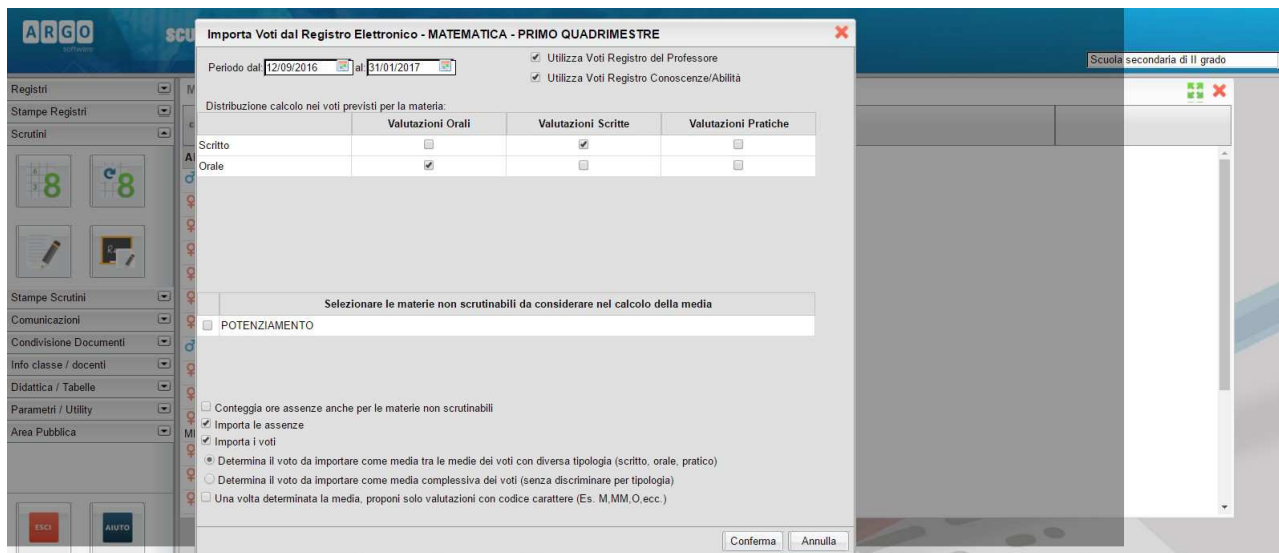 ARGO
software
SCU
Scuola secondaria di II grado
Registri
Stampe Registri
Scrutini
8
8
Stampe Scrutini
Comunicazioni
Condivisione Documenti
Info classe / docenti
Didattica / Tabelle
Parametri / Utility
Area Pubblica
ESCI
AIUTO
Importa Voti dal Registro Elettronico - MATEMATICA - PRIMO QUADRIMESTRE
Periodo dal: 12/09/2016 al: 31/01/2017
Utilizza Voti Registro del Professore
Utilizza Voti Registro Conoscenze/Abilità
Distribuzione calcolo nei voti previsti per la materia:
Valutazioni Orali Valutazioni Scritte Valutazioni Pratiche
Scritto
Orale
Selezionare le materie non scrutinabili da considerare nel calcolo della media
POTENZIAMENTO
Conteggia ore assenze anche per le materie non scrutinabili
Importa le assenze
Importa i voti
Determina il voto da importare come media tra le medie dei voti con diversa tipologia (scritto, orale, pratico)
Determina il voto da importare come media complessiva dei voti (senza discriminare per tipologia)
Una volta determinata la media, proponi solo valutazioni con codice carattere (Es. M,MM,O,ecc.)
Conferma Annulla